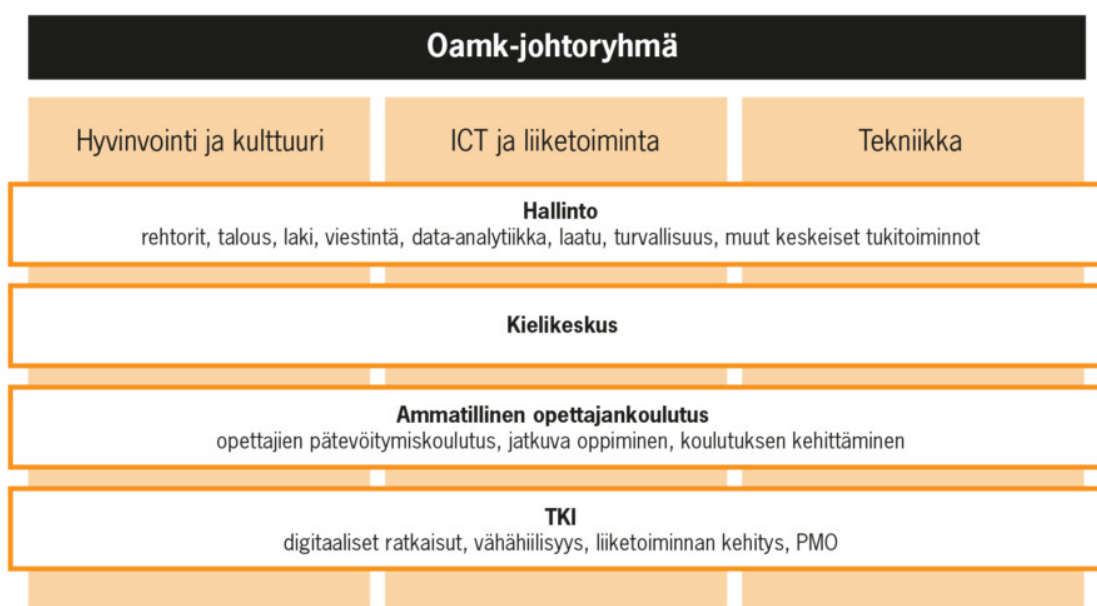 Oamk-johtoryhmä
Hyvinvointi ja kulttuuri
ICT ja liiketoiminta
Tekniikka
Hallinto
rehtorit, talous, laki, viestintä, data-analytiikka, laatu, turvallisuus, muut keskeiset tukitoiminnot
Kielikeskus
Ammatillinen opettajankoulutus
opettajien pätevöitymiskoulutus, jatkuva oppiminen, koulutuksen kehittäminen
TKI
digitaaliset ratkaisut, vähähiilisyys, liiketoiminnan kehitys, PMO